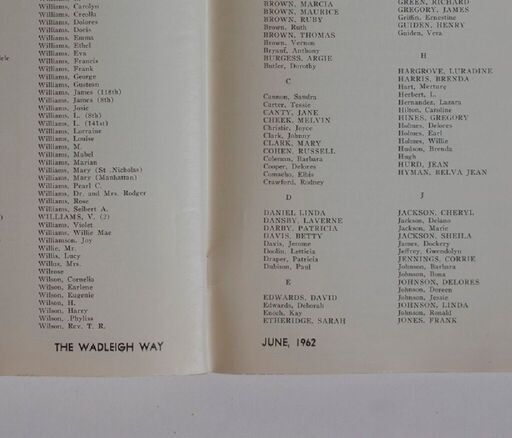 Williams, Carolyn
Williams, Creolla
Williams, Dolores
Williams, Doris
Williams, Emma
Williams, Ethel
Williams, Eva
Williams, Francis
Williams, Frank
Williams, George
Williams, Gusteau
Williams, James (118th)
Williams, James (8th)
Williams, Josie
Williams, L. (8th)
Williams, L. (141st)
Williams, Lorraine
Williams, Louise
Williams, M.
Williams, Mabel
Williams, Marian
Williams, Mary (St. Nicholas)
Williams, Mary (Manhattan)
Williams, Pearl C.
Williams, Dr. and Mrs. Rodger
Williams, Rose
Williams, Selbert A.
WILLIAMS, V. (2)
Williams, Violet
Williams, Willie Mae
Williamson, Joy
Willie, Mr.
Willis, Lucy
Willus, Mrs.
Wilrose
Wilson, Cornelia
Wilson, Earlene
Wilson, Eugenie
Wilson, H.
Wilson, Harry
Wilson, Phyliss
Wilson, Rev. T. R.
THE WADLEIGH WAY
BROWN, MARCIA
BROWN, MAURICE
BROWN, RUBY
Brown, Ruth
BROWN, THOMAS
Brown, Vernon
Bryant, Anthony
BURGESS, ARGIE
Butler, Dorothy
C
Cannon, Sandra
Carter, Tessie
CANTY, JANE
CHEEK, MELVIN
Christie, Joyce
Clark, Johnny
CLARK, MARY
COHEN, RUSSELL
Coleman, Barbara
Cooper, Delores
Comacho, Elbis
Crawford, Rodney
D
DANIEL, LINDA
DANSBY, LAVERNE
DARBY, PATRICIA
DAVIS, BETTY
Davis, Jerome
Doolin, Letticia
Draper, Patricia
Dubison, Paul
E
EDWARDS, DAVID
Edwards, Deborah
Enoch, Kay
ETHERIDGE, SARAH
GREEN, RICHARD
GREGORY, JAMES
Griffin, Ernestine
GUIDEN, HENRY
Guiden, Vera
H
HARGROVE, LURADINE
HARRIS, BRENDA
Hart, Merture
Herbert, L.
Hernandez, Lazara
Hilton, Caroline
HINES, GREGORY
Holmes, Delores
Holmes, Earl
Holmes, Willie
Hudson, Brenda
Hugh
HURD, JEAN
HYMAN, BELVA JEAN
J
JACKSON, CHERYL
Jackson, Delano
Jackson, Marie
JACKSON, SHEILA
James, Dockery
Jeffrey, Gwendolyn
JENNINGS, CORRIE
Johnson, Barbara
Johnson, Bona
JOHNSON, DELORES
Johnson, Doreen
Johnson, Jessie
JOHNSON, LINDA
Johnson, Ronald
JONES, FRANK
JUNE, 1962